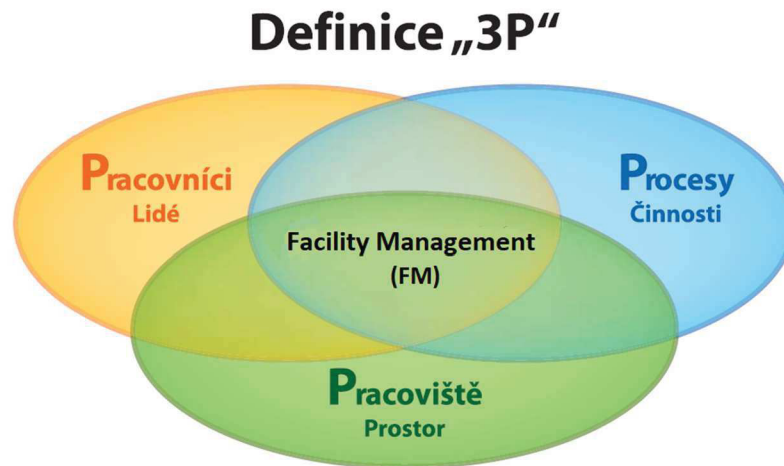 Definice „3P“
Pracovníci
Lidé
Procesy
Činnosti
Facility Management
(FM)
Pracoviště
Prostor